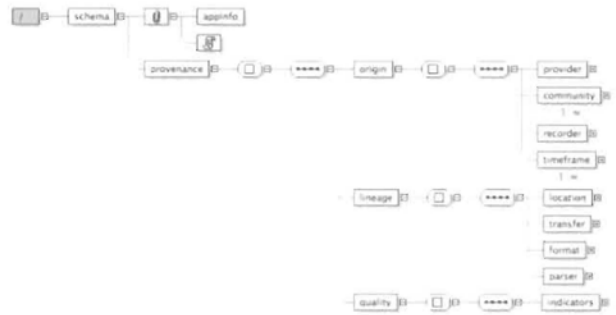 schema
appinfo
provenance
origin
provider
community
1 ∞
recorder
timeframe
1 ∞
lineage
location
transfer
format
parser
quality
indicators